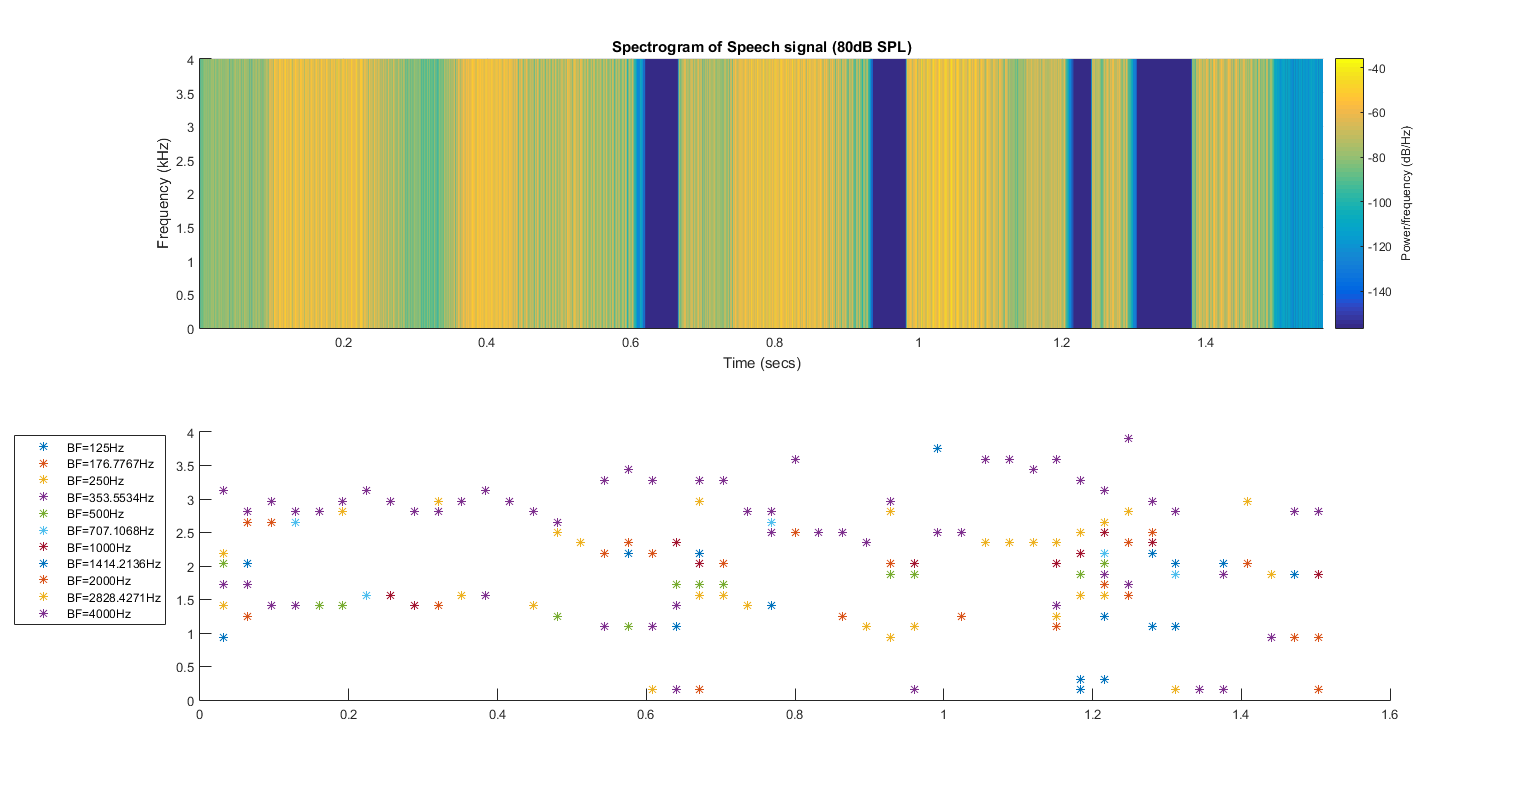 Spectrogram of Speech signal (80dB SPL)
4
3.5
3
2.5
2
1.5
1
0.5
0
Frequency (kHz)
0.2
0.4
0.6
0.8
1
1.2
1.4
Time (secs)
-40
-60
-80
-100
-120
-140
Power/frequency (dB/Hz)
BF=125Hz
BF=176.7767Hz
BF=250Hz
BF=353.5534Hz
BF=500Hz
BF=707.1068Hz
BF=1000Hz
BF=1414.2136Hz
BF=2000Hz
BF=2828.4271Hz
BF=4000Hz
4
3.5
3
2.5
2
1.5
1
0.5
0
0
0.2
0.4
0.6
0.8
1
1.2
1.4
1.6